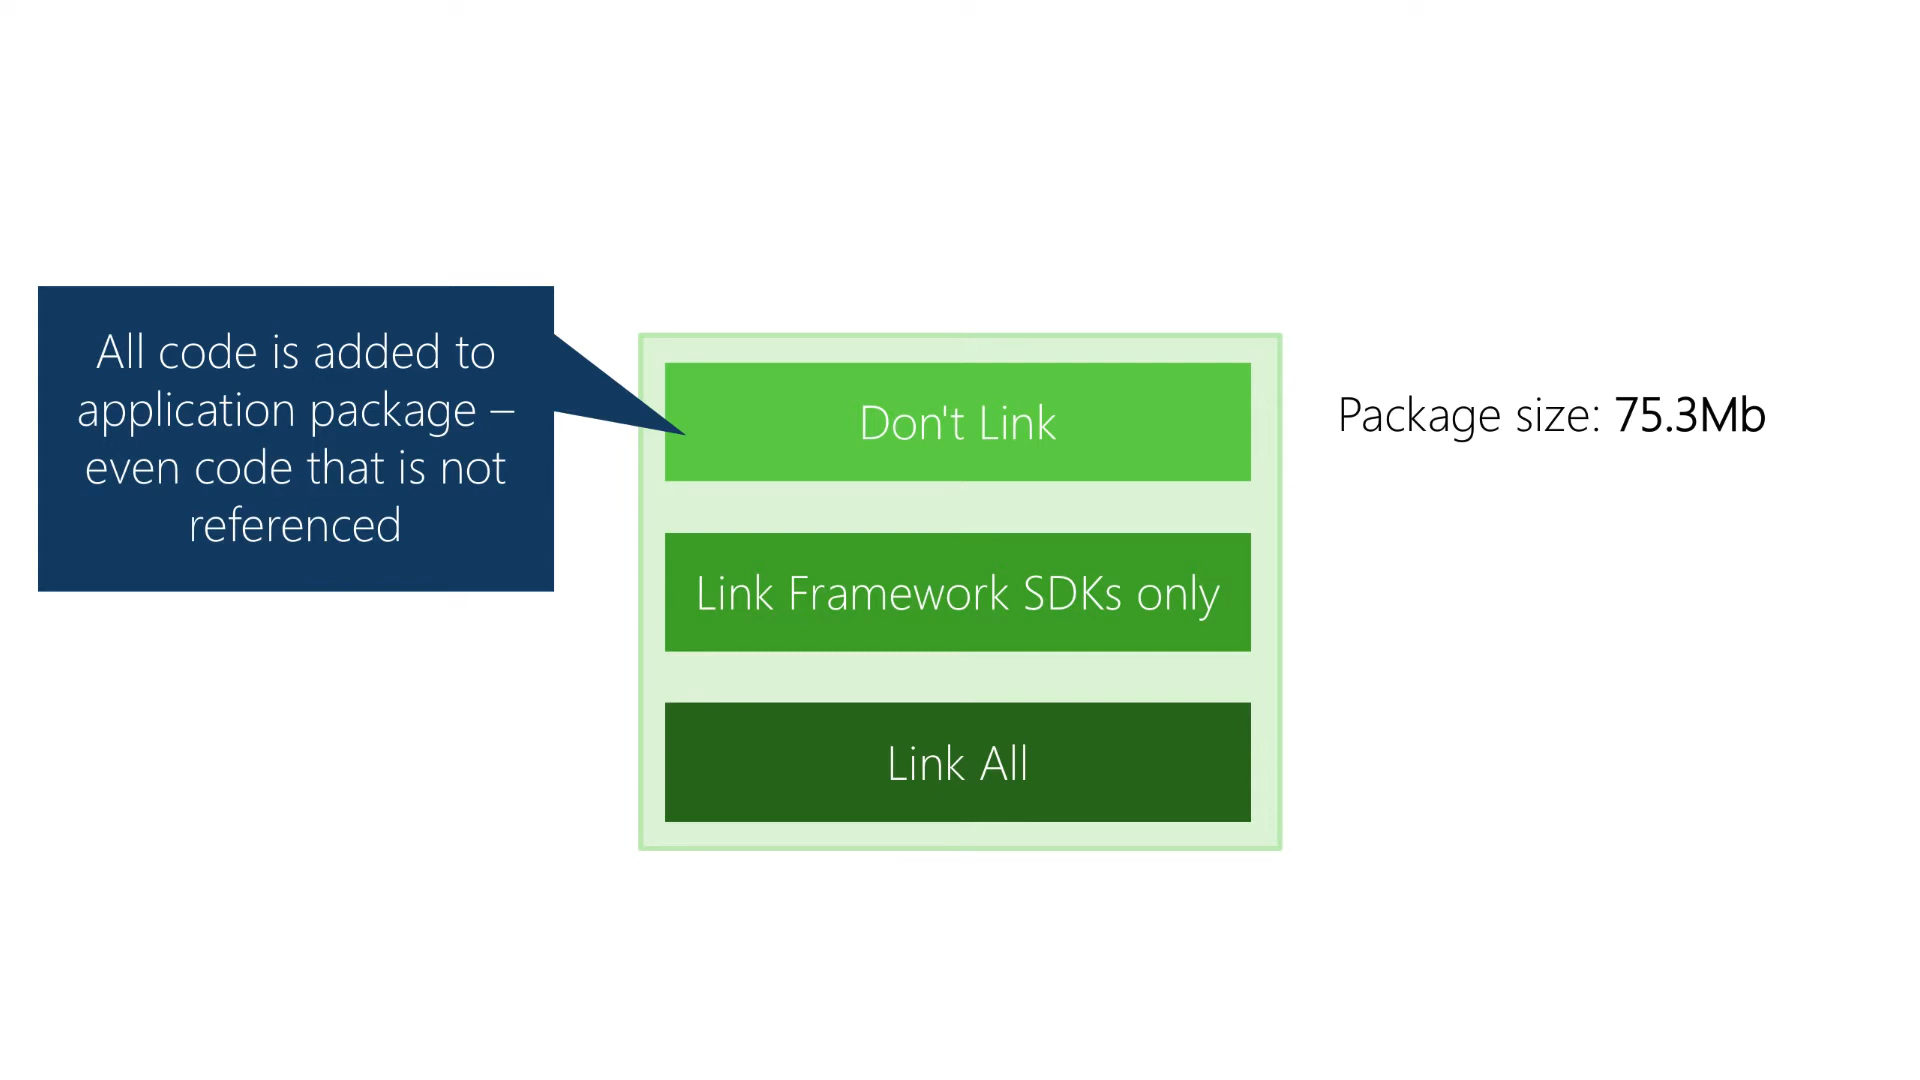 All code is added to
application package –
even code that is not
referenced
Don't Link
Package size: 75.3Mb
Link Framework SDKs only
Link All